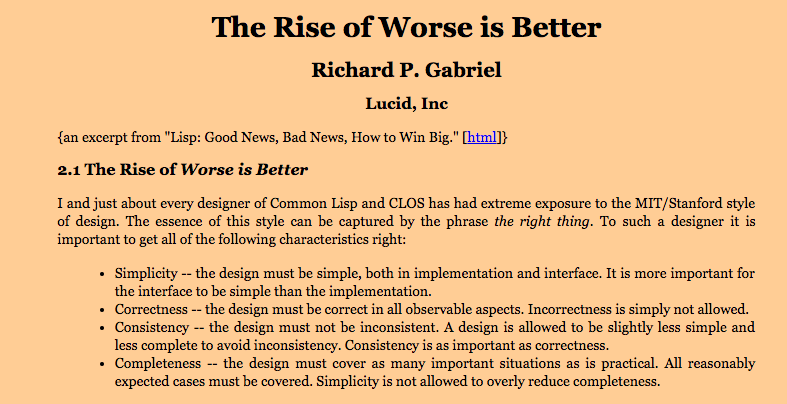 The Rise of Worse is Better
Richard P. Gabriel
Lucid, Inc
{an excerpt from "Lisp: Good News, Bad News, How to Win Big." [html]}
2.1 The Rise of Worse is Better
I and just about every designer of Common Lisp and CLOS has had extreme exposure to the MIT/Stanford style
of design. The essence of this style can be captured by the phrase the right thing. To such a designer it is
important to get all of the following characteristics right:
• Simplicity -- the design must be simple, both in implementation and interface. It is more important for
the interface to be simple than the implementation.
• Correctness -- the design must be correct in all observable aspects. Incorrectness is simply not allowed.
• Consistency -- the design must not be inconsistent. A design is allowed to be slightly less simple and
less complete to avoid inconsistency. Consistency is as important as correctness.
• Completeness -- the design must cover as many important situations as is practical. All reasonably
expected cases must be covered. Simplicity is not allowed to overly reduce completeness.